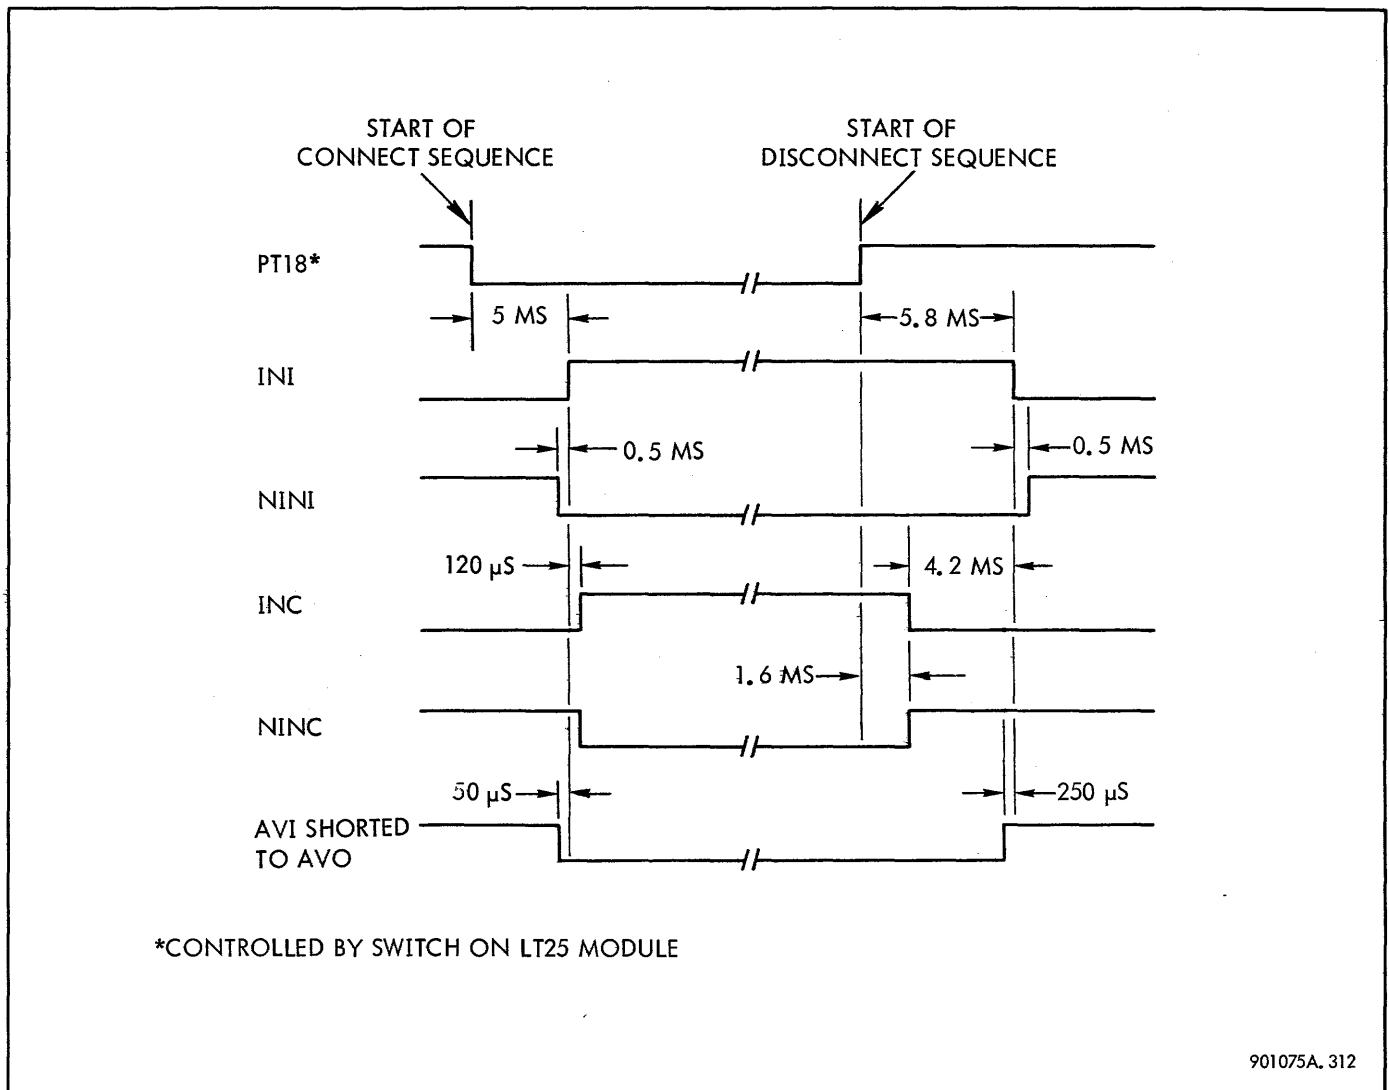 START OF
CONNECT SEQUENCE
START OF
DISCONNECT SEQUENCE
PT18*
5 MS
5.8 MS
INI
0.5 MS
0.5 MS
NINI
120 µS
4.2 MS
INC
1.6 MS
NINC
50 µS
250 µS
AVI SHORTED
TO AVO
*CONTROLLED BY SWITCH ON LT25 MODULE
901075A.312